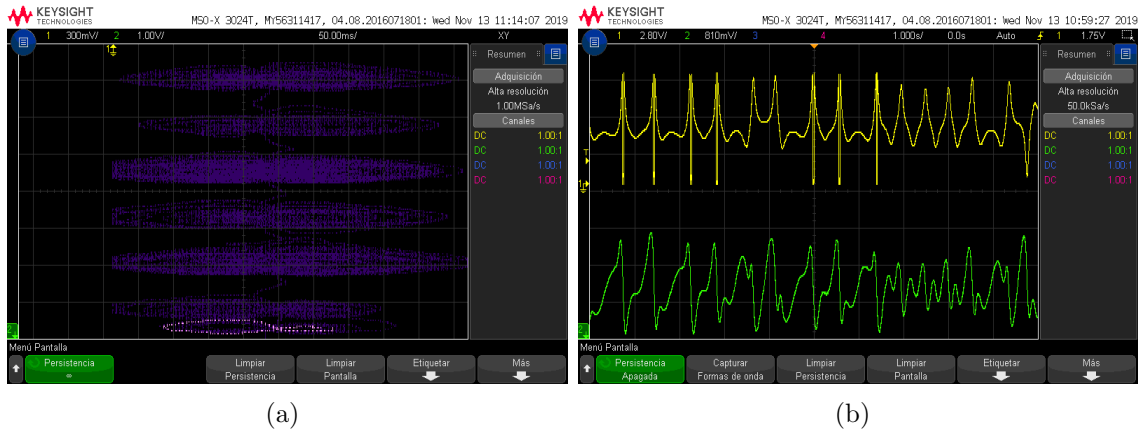 KEYSIGHT
TECHNOLOGIES
MSO-X 3024T, MY56311417, 04.08.2016071801: Wed Nov 13 11:14:07 2019
1 300mV/ 2 1.00V/ 50.00ms/ XY
Resumen
Adquisición
Alta resolución
1.00MSa/s
Canales
DC 1.00:1
DC 1.00:1
DC 1.00:1
DC 1.00:1
1
2
Menú Pantalla
Persistencia
∞
Limpiar
Persistencia
Limpiar
Pantalla
Etiquetar
Más
(a)
KEYSIGHT
TECHNOLOGIES
MSO-X 3024T, MY56311417, 04.08.2016071801: Wed Nov 13 10:59:27 2019
1 2.80V/ 2 810mV/ 3 4 1.000s/ 0.0s Auto 1 1.75V
Resumen
Adquisición
Alta resolución
50.0kSa/s
Canales
DC 1.00:1
DC 1.00:1
DC 1.00:1
DC 1.00:1
T
1
2
Menú Pantalla
Persistencia
Apagada
Capturar
Formas de onda
Limpiar
Persistencia
Limpiar
Pantalla
Etiquetar
Más
(b)